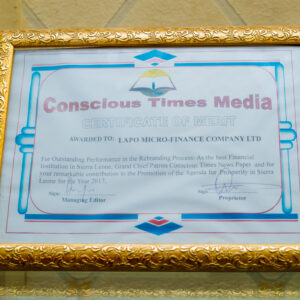 Conscious Times Media
CERTIFICATE OF MERIT
AWARDED TO: LAPO MICRO-FINANCE COMPANY LTD
For Outstanding Performance in the Rebranding Process: As the best Financial
Institution in Sierra Leone, Grand Chief Patron Conscious Times News Paper and for
your remarkable contribution in the Promotion of the Agenda for Prosperity in Sierra
Leone for the Year 2017.
Sign: Sign:
Managing Editor Proprietor